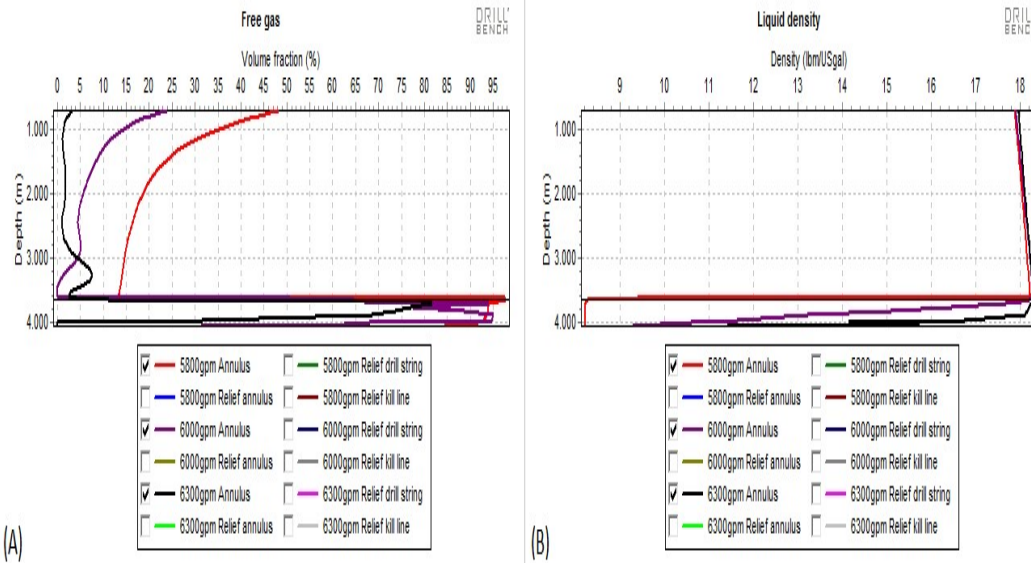 Free gas
DRILL'
BENCH
Volume fraction (%)
0 5 10 15 20 25 30 35 40 45 50 55 60 65 70 75 80 85 90 95
1.000
2.000
3.000
4.000
Depth (m)
5800gpm Annulus
5800gpm Relief drill string
5800gpm Relief annulus
5800gpm Relief kill line
6000gpm Annulus
6000gpm Relief drill string
6000gpm Relief annulus
6000gpm Relief kill line
6300gpm Annulus
6300gpm Relief drill string
6300gpm Relief annulus
6300gpm Relief kill line
(A)
Liquid density
DRILL
BENCH
Density (lbm/USgal)
9 10 11 12 13 14 15 16 17 18
1.000
2.000
3.000
4.000
Depth (m)
5800gpm Annulus
5800gpm Relief drill string
5800gpm Relief annulus
5800gpm Relief kill line
6000gpm Annulus
6000gpm Relief drill string
6000gpm Relief annulus
6000gpm Relief kill line
6300gpm Annulus
6300gpm Relief drill string
6300gpm Relief annulus
6300gpm Relief kill line
(B)